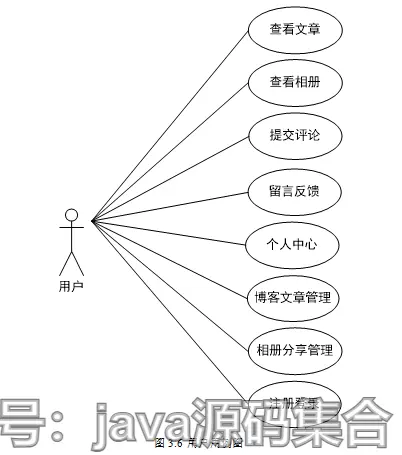 查看文章
查看相册
提交评论
留言反馈
个人中心
用户
博客文章管理
相册分享管理
注册登录
号：java源码集合
图 3.6 用户用例图